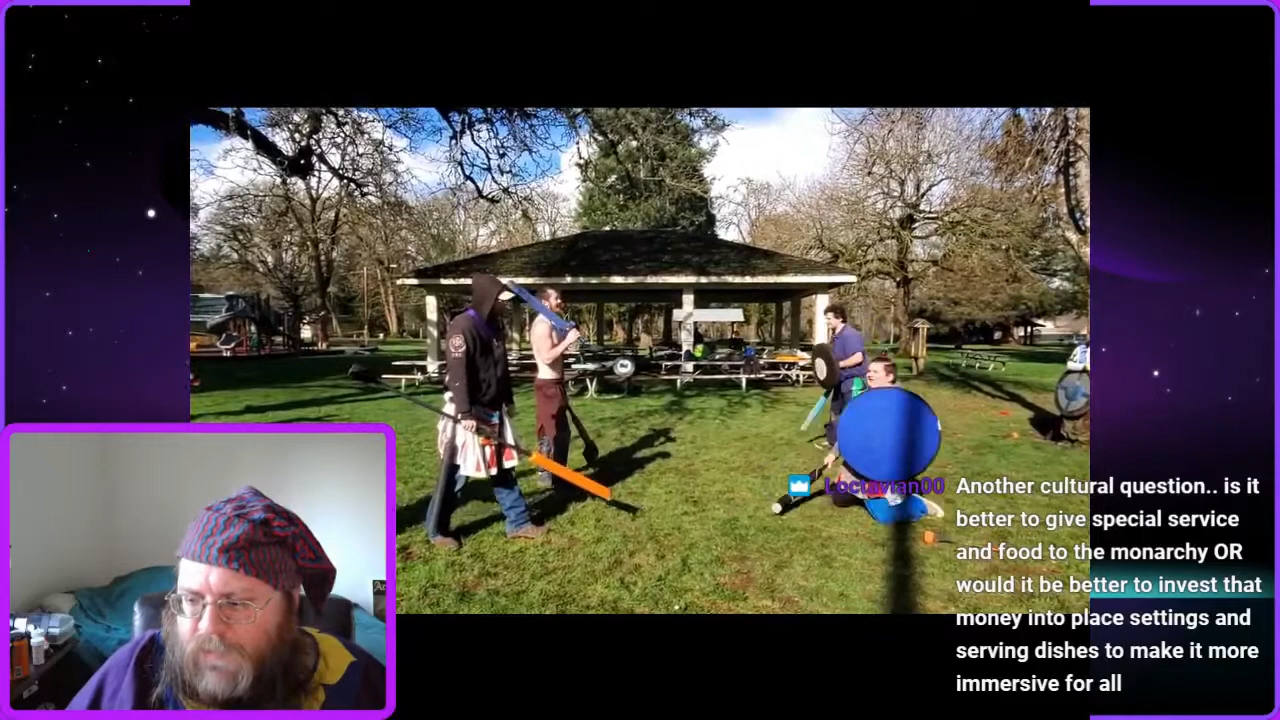 Loctavian00 Another cultural question.. is it
better to give special service
and food to the monarchy OR
would it be better to invest that
money into place settings and
serving dishes to make it more
immersive for all